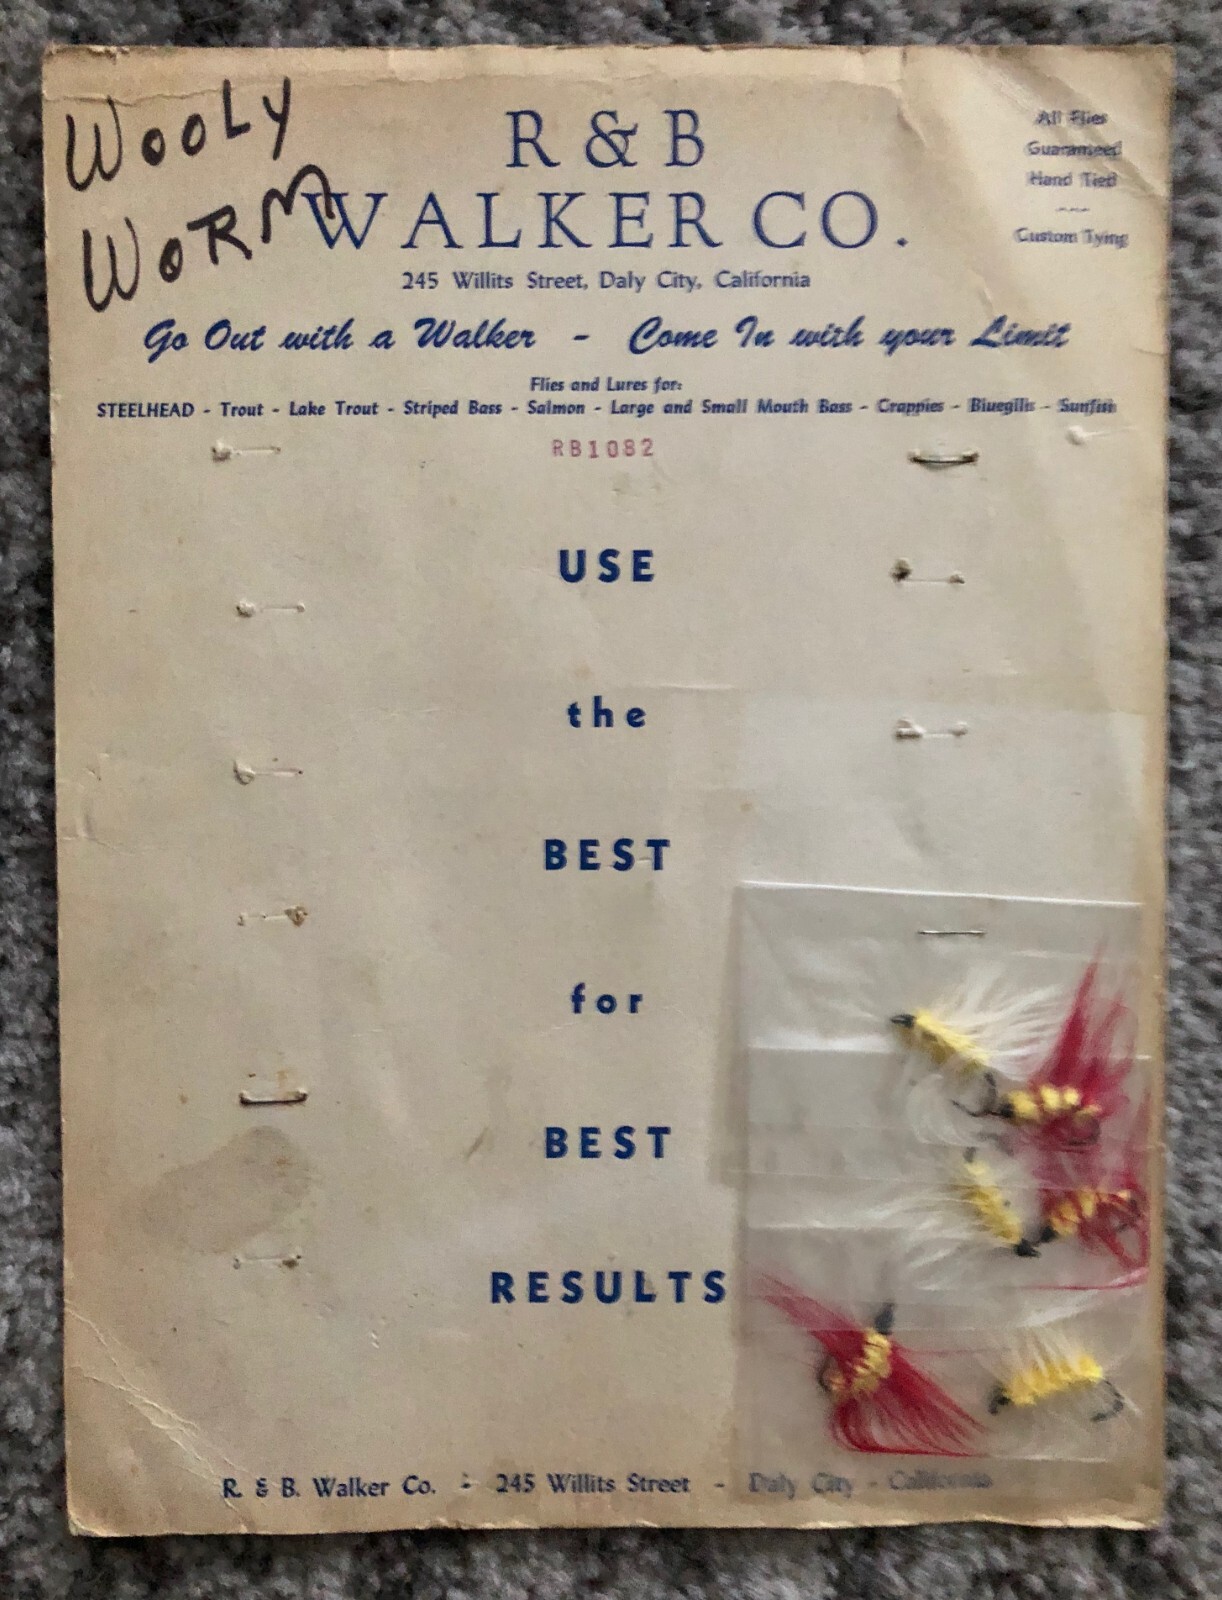 WOOLY
WORM
R & B
WALKER CO.
All Flies
Guaranteed
Hand Tied
---
Custom Tying
245 Willits Street, Daly City, California
Go Out with a Walker - Come In with your Limit
Flies and Lures for:
STEELHEAD - Trout - Lake Trout - Striped Bass - Salmon - Large and Small Mouth Bass - Crappies - Bluegills - Sunfish
RB1082
USE
the
BEST
for
BEST
RESULTS
R. & B. Walker Co. - 245 Willits Street - Daly City - California